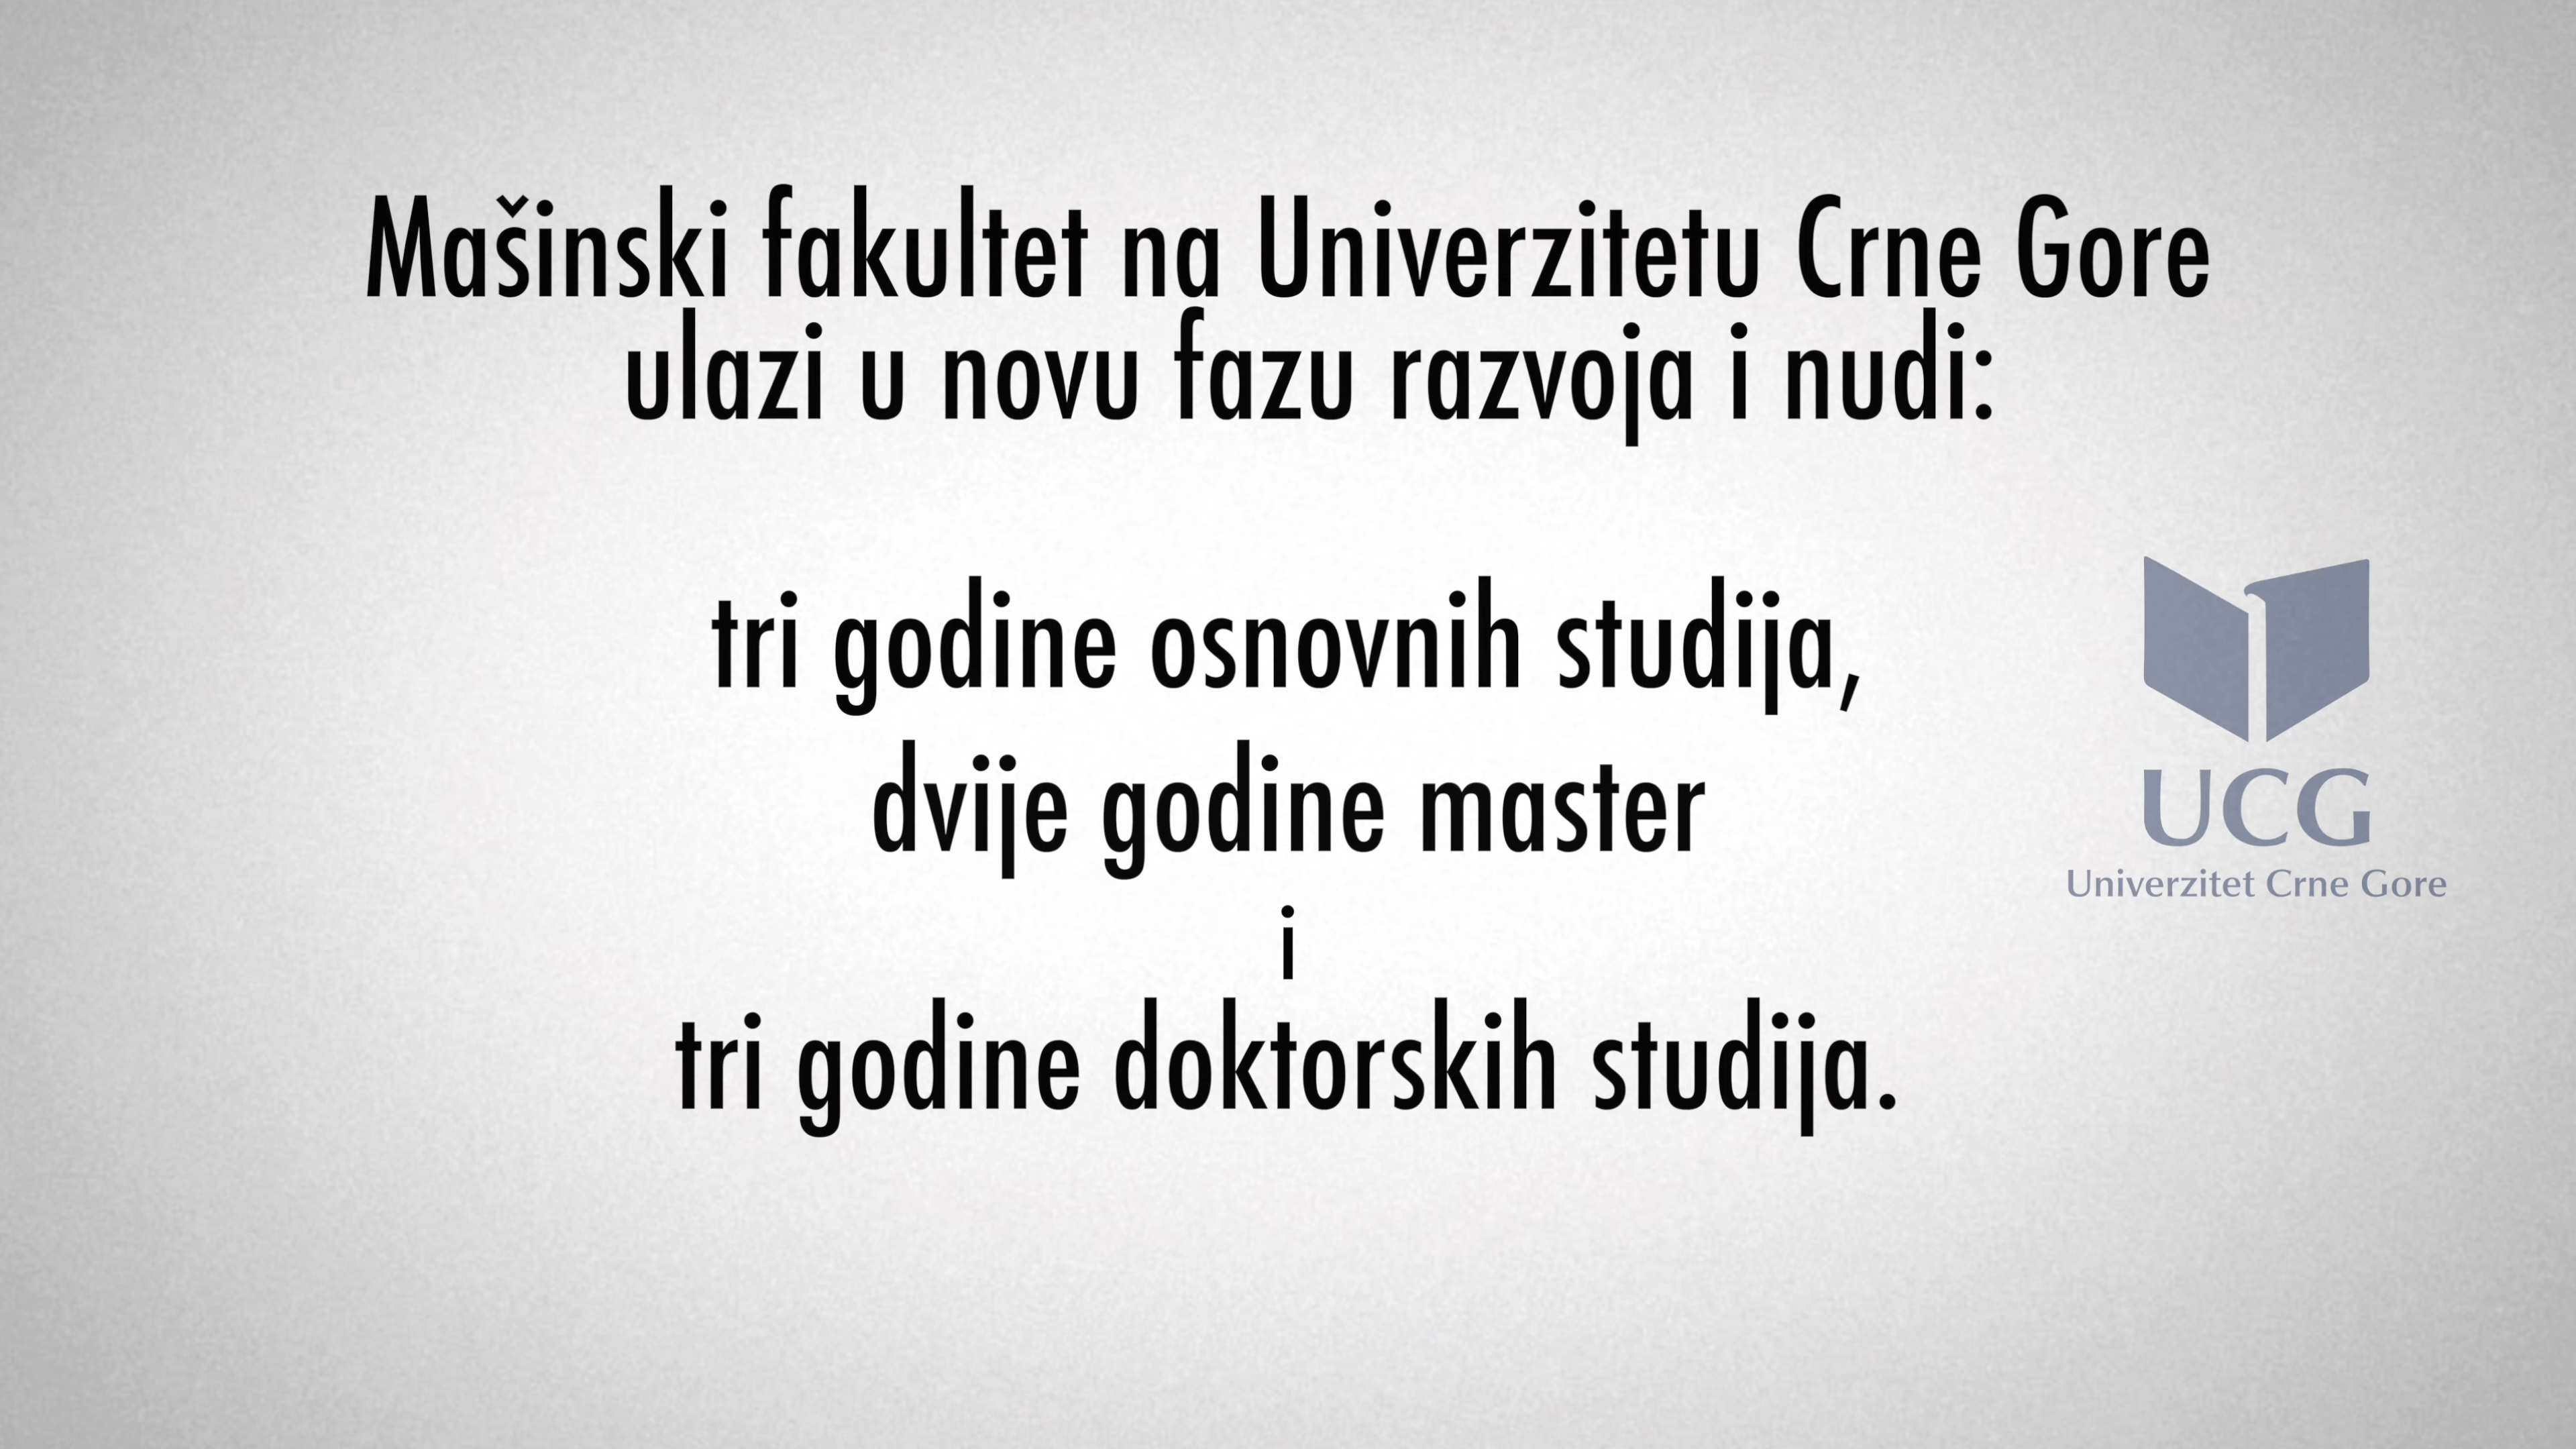 Mašinski fakultet na Univerzitetu Crne Gore
ulazi u novu fazu razvoja i nudi:
tri godine osnovnih studija,
dvije godine master
i
tri godine doktorskih studija.
UCG
Univerzitet Crne Gore